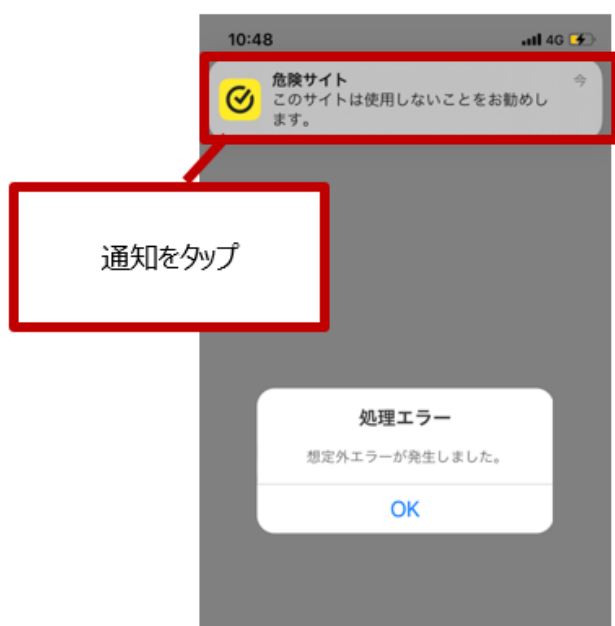 10:48
4G
危険サイト
今
このサイトは使用しないことをお勧めし
ます。
通知をタップ
処理エラー
想定外エラーが発生しました。
OK